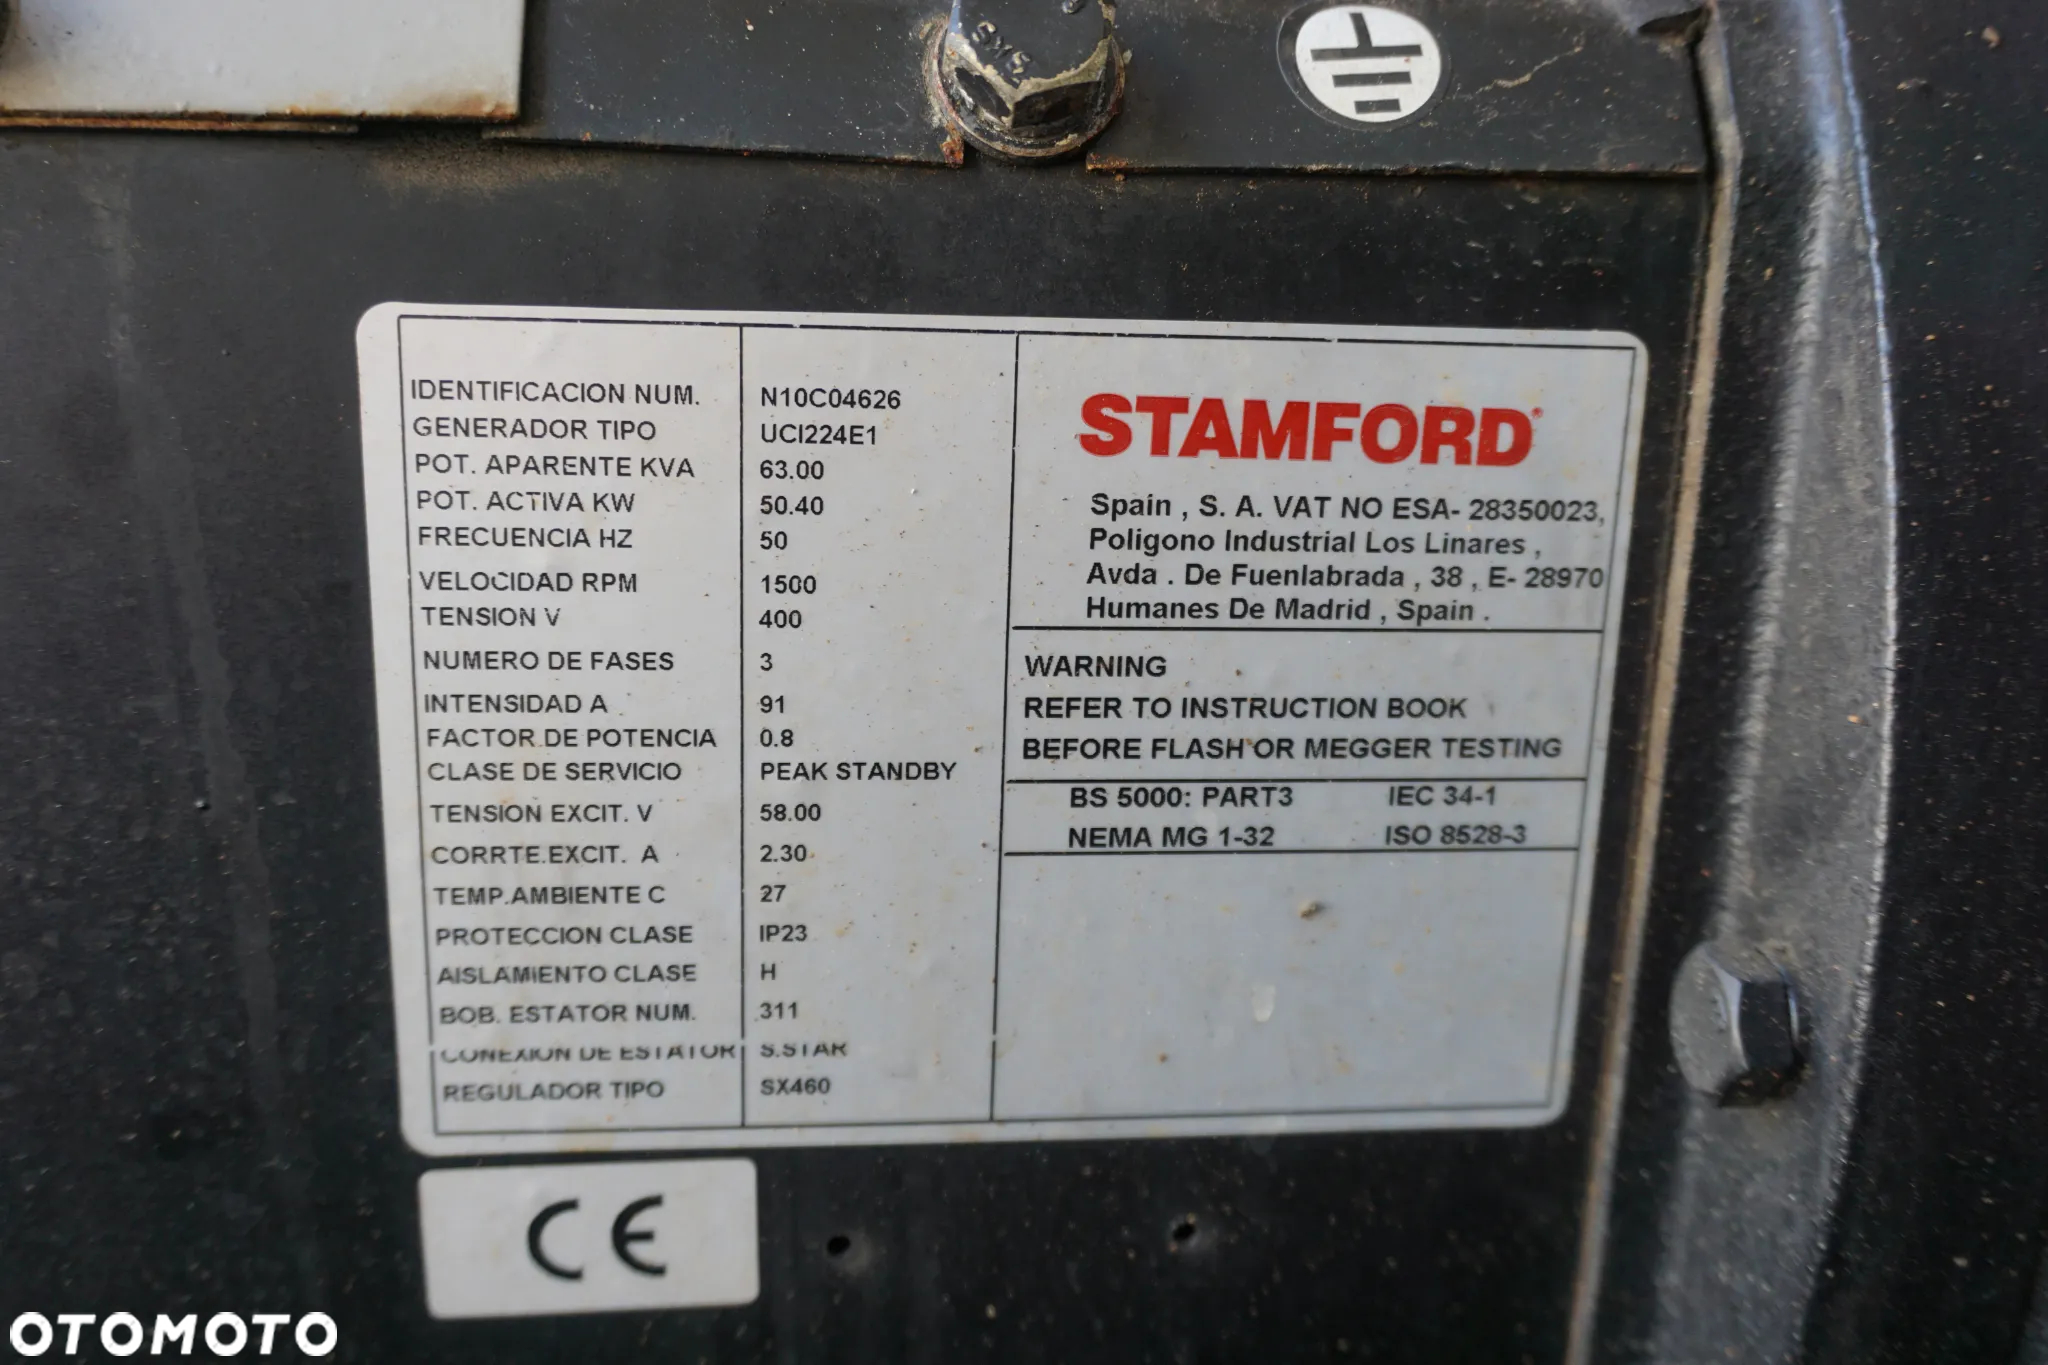 SMS
IDENTIFICACION NUM. N10C04626
GENERADOR TIPO UCI224E1
POT. APARENTE KVA 63.00
POT. ACTIVA KW 50.40
FRECUENCIA HZ 50
VELOCIDAD RPM 1500
TENSION V 400
NUMERO DE FASES 3
INTENSIDAD A 91
FACTOR DE POTENCIA 0.8
CLASE DE SERVICIO PEAK STANDBY
TENSION EXCIT. V 58.00
CORRTE.EXCIT. A 2.30
TEMP.AMBIENTE C 27
PROTECCION CLASE IP23
AISLAMIENTO CLASE H
BOB. ESTATOR NUM. 311
CONEXION DE ESTATOR S.STAR
REGULADOR TIPO SX460
STAMFORD®
Spain , S. A. VAT NO ESA- 28350023,
Poligono Industrial Los Linares ,
Avda . De Fuenlabrada , 38 , E- 28970
Humanes De Madrid , Spain .
WARNING
REFER TO INSTRUCTION BOOK
BEFORE FLASH OR MEGGER TESTING
BS 5000: PART3 IEC 34-1
NEMA MG 1-32 ISO 8528-3
CE
OTOMOTO